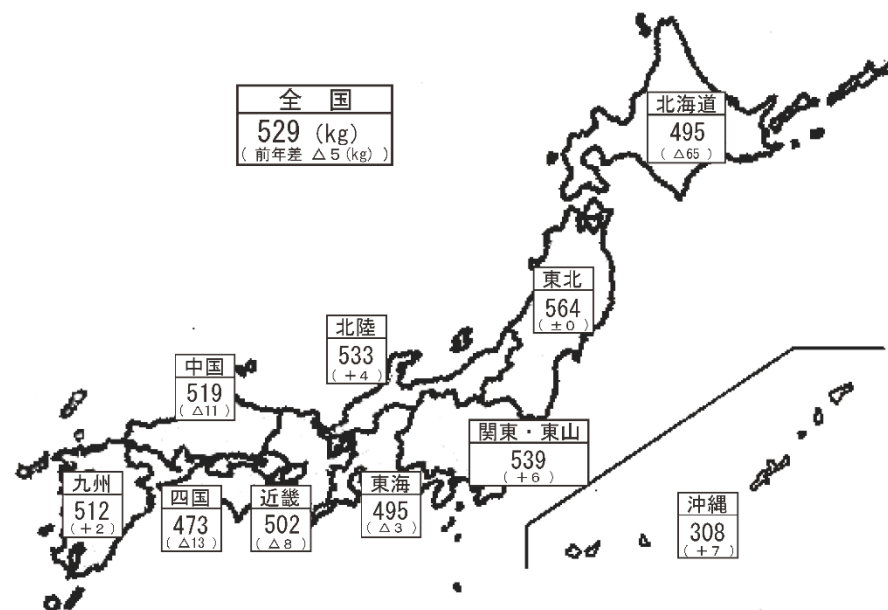 全 国
529 (kg)
( 前年差 △5(kg) )
北海道
495
( △65 )
東北
564
( ±0 )
北陸
533
( +4 )
中国
519
( △11 )
関東・東山
539
( +6 )
九州
512
( +2 )
四国
473
( △13 )
近畿
502
( △8 )
東海
495
( △3 )
沖縄
308
( +7 )